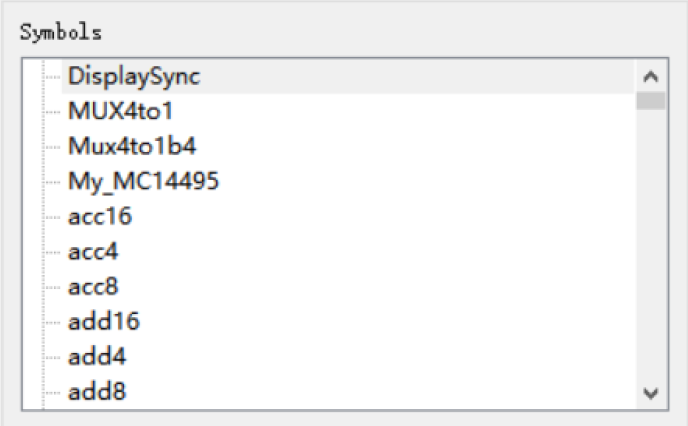 Symbols
DisplaySync
MUX4to1
Mux4to1b4
My_MC14495
acc16
acc4
acc8
add16
add4
add8